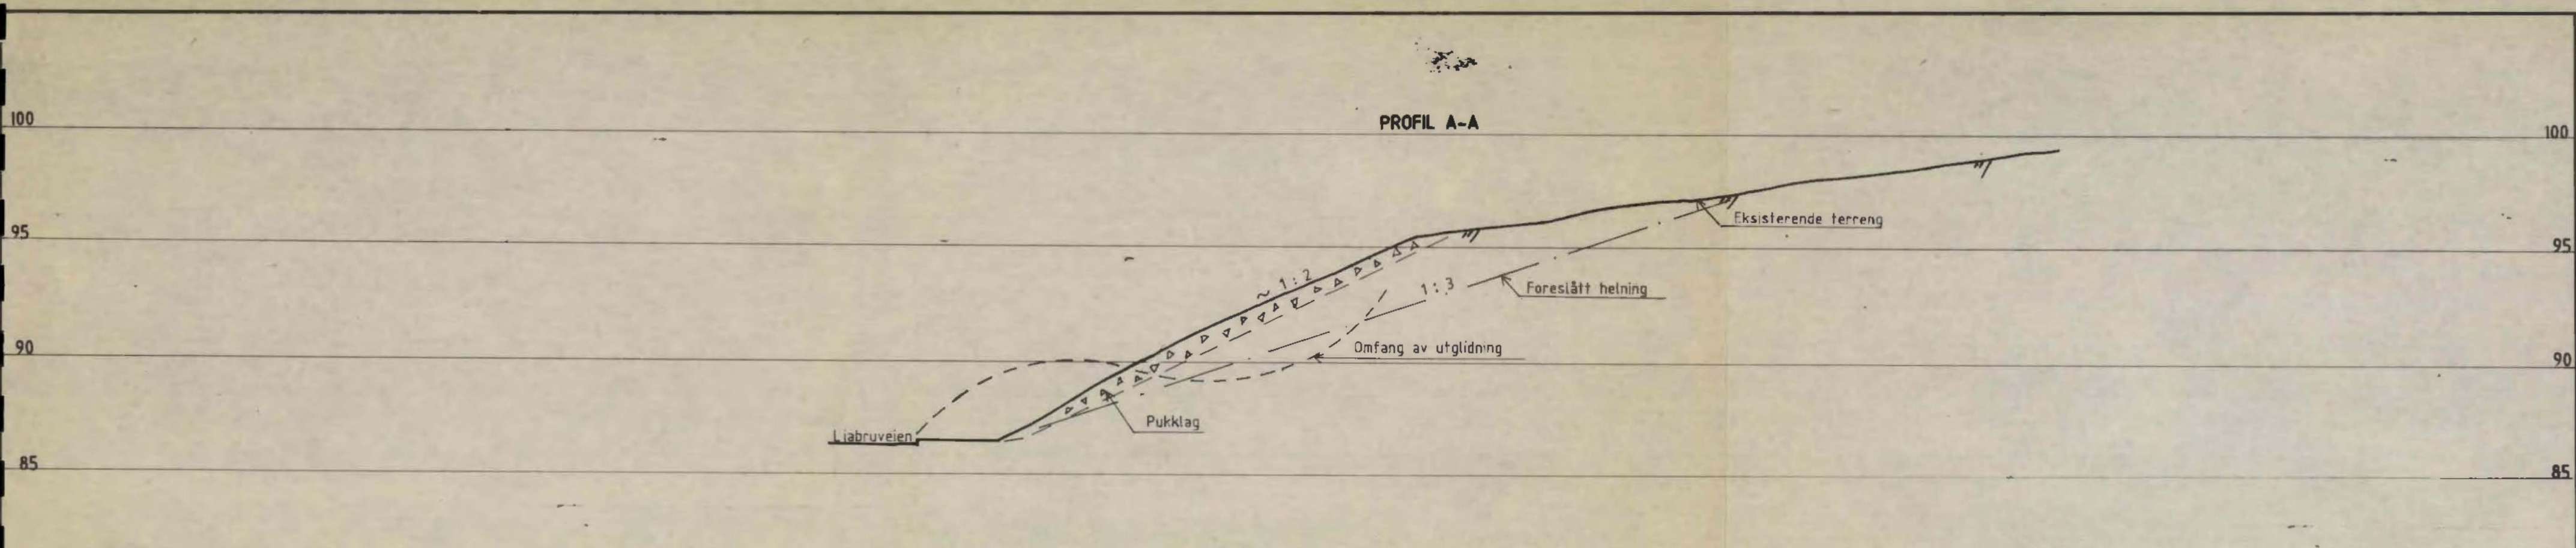 PROFIL A-A
100
100
95
95
Eksisterende terreng
~ 1:2
1:3
Foreslått helning
90
90
Omfang av utglidning
Pukklag
Ljabruveien
85
85